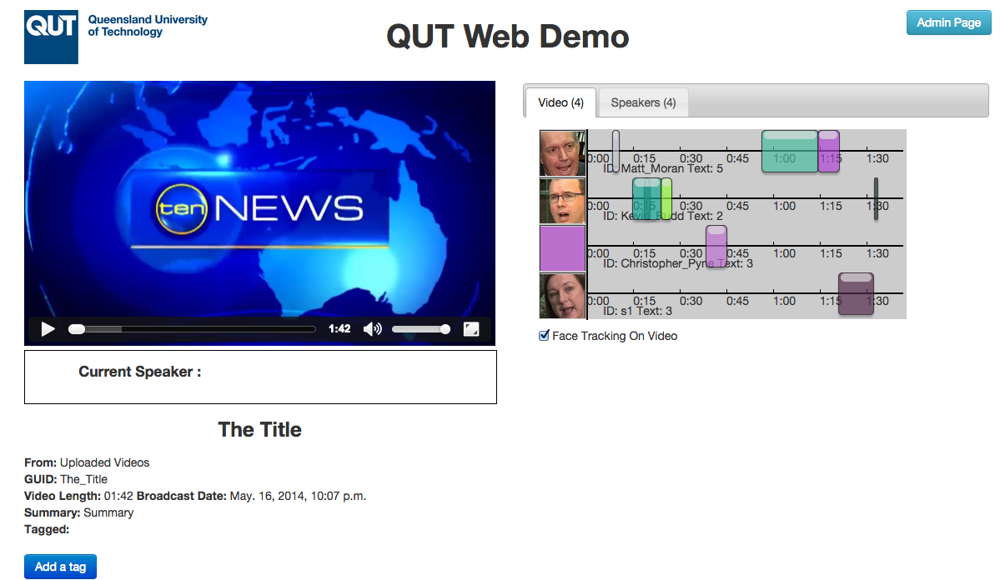 QUT
Queensland University
of Technology
QUT Web Demo
Admin Page
ten NEWS
1:42
Current Speaker :
The Title
From: Uploaded Videos
GUID: The_Title
Video Length: 01:42 Broadcast Date: May. 16, 2014, 10:07 p.m.
Summary: Summary
Tagged:
Add a tag
Video (4) Speakers (4)
0:00 0:15 0:30 0:45 1:00 1:15 1:30
ID: Matt_Moran Text: 5
0:00 0:15 0:30 0:45 1:00 1:15 1:30
ID: Kevin_Rudd Text: 2
0:00 0:15 0:30 0:45 1:00 1:15 1:30
ID: Christopher_Pyne Text: 3
0:00 0:15 0:30 0:45 1:00 1:15 1:30
ID: s1 Text: 3
Face Tracking On Video